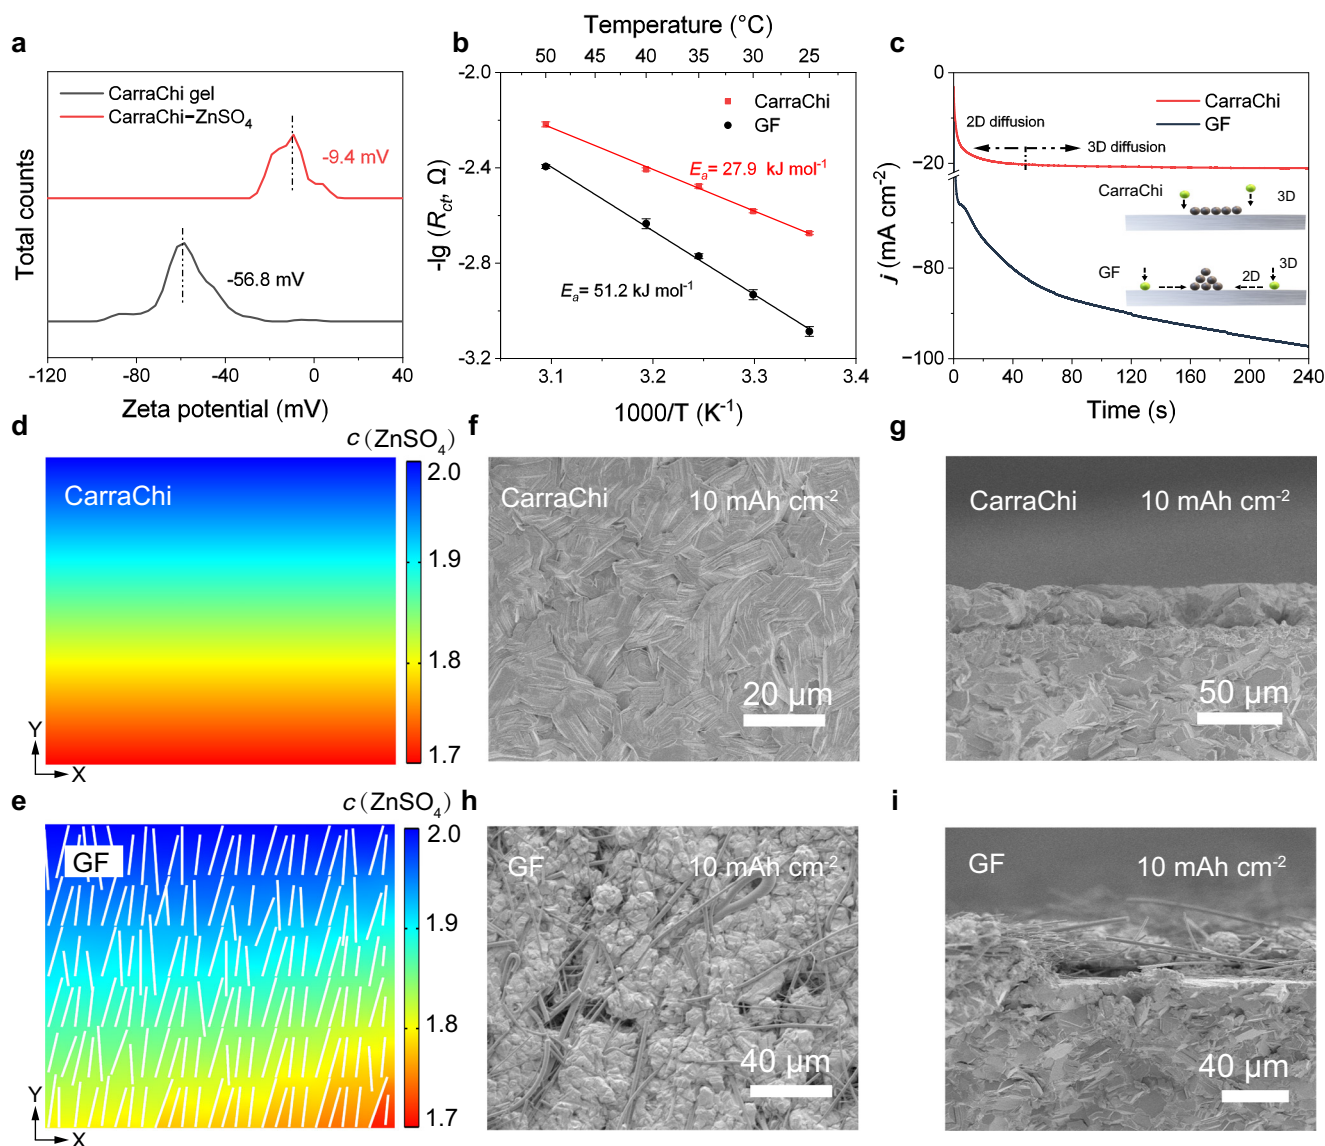 a
CarraChi gel
CarraChi−ZnSO4
-9.4 mV
-56.8 mV
Total counts
-120 -80 -40 0 40
Zeta potential (mV)
b
Temperature (°C)
50 45 40 35 30 25
-2.0
-2.4
-2.8
-3.2
-lg (Rct, Ω)
CarraChi
GF
Ea= 27.9 kJ mol-1
Ea= 51.2 kJ mol-1
3.1 3.2 3.3 3.4
1000/T (K-1)
c
0
−20
−80
−100
j (mA cm-2)
CarraChi
GF
2D diffusion
3D diffusion
CarraChi
3D
GF
2D
3D
0 40 80 120 160 200 240
Time (s)
d
c (ZnSO4)
CarraChi
2.0
1.9
1.8
1.7
Y
X
f
CarraChi 10 mAh cm-2
20 μm
g
CarraChi 10 mAh cm-2
50 μm
e
c (ZnSO4)
GF
2.0
1.9
1.8
1.7
Y
X
h
GF 10 mAh cm-2
40 μm
i
GF 10 mAh cm-2
40 μm